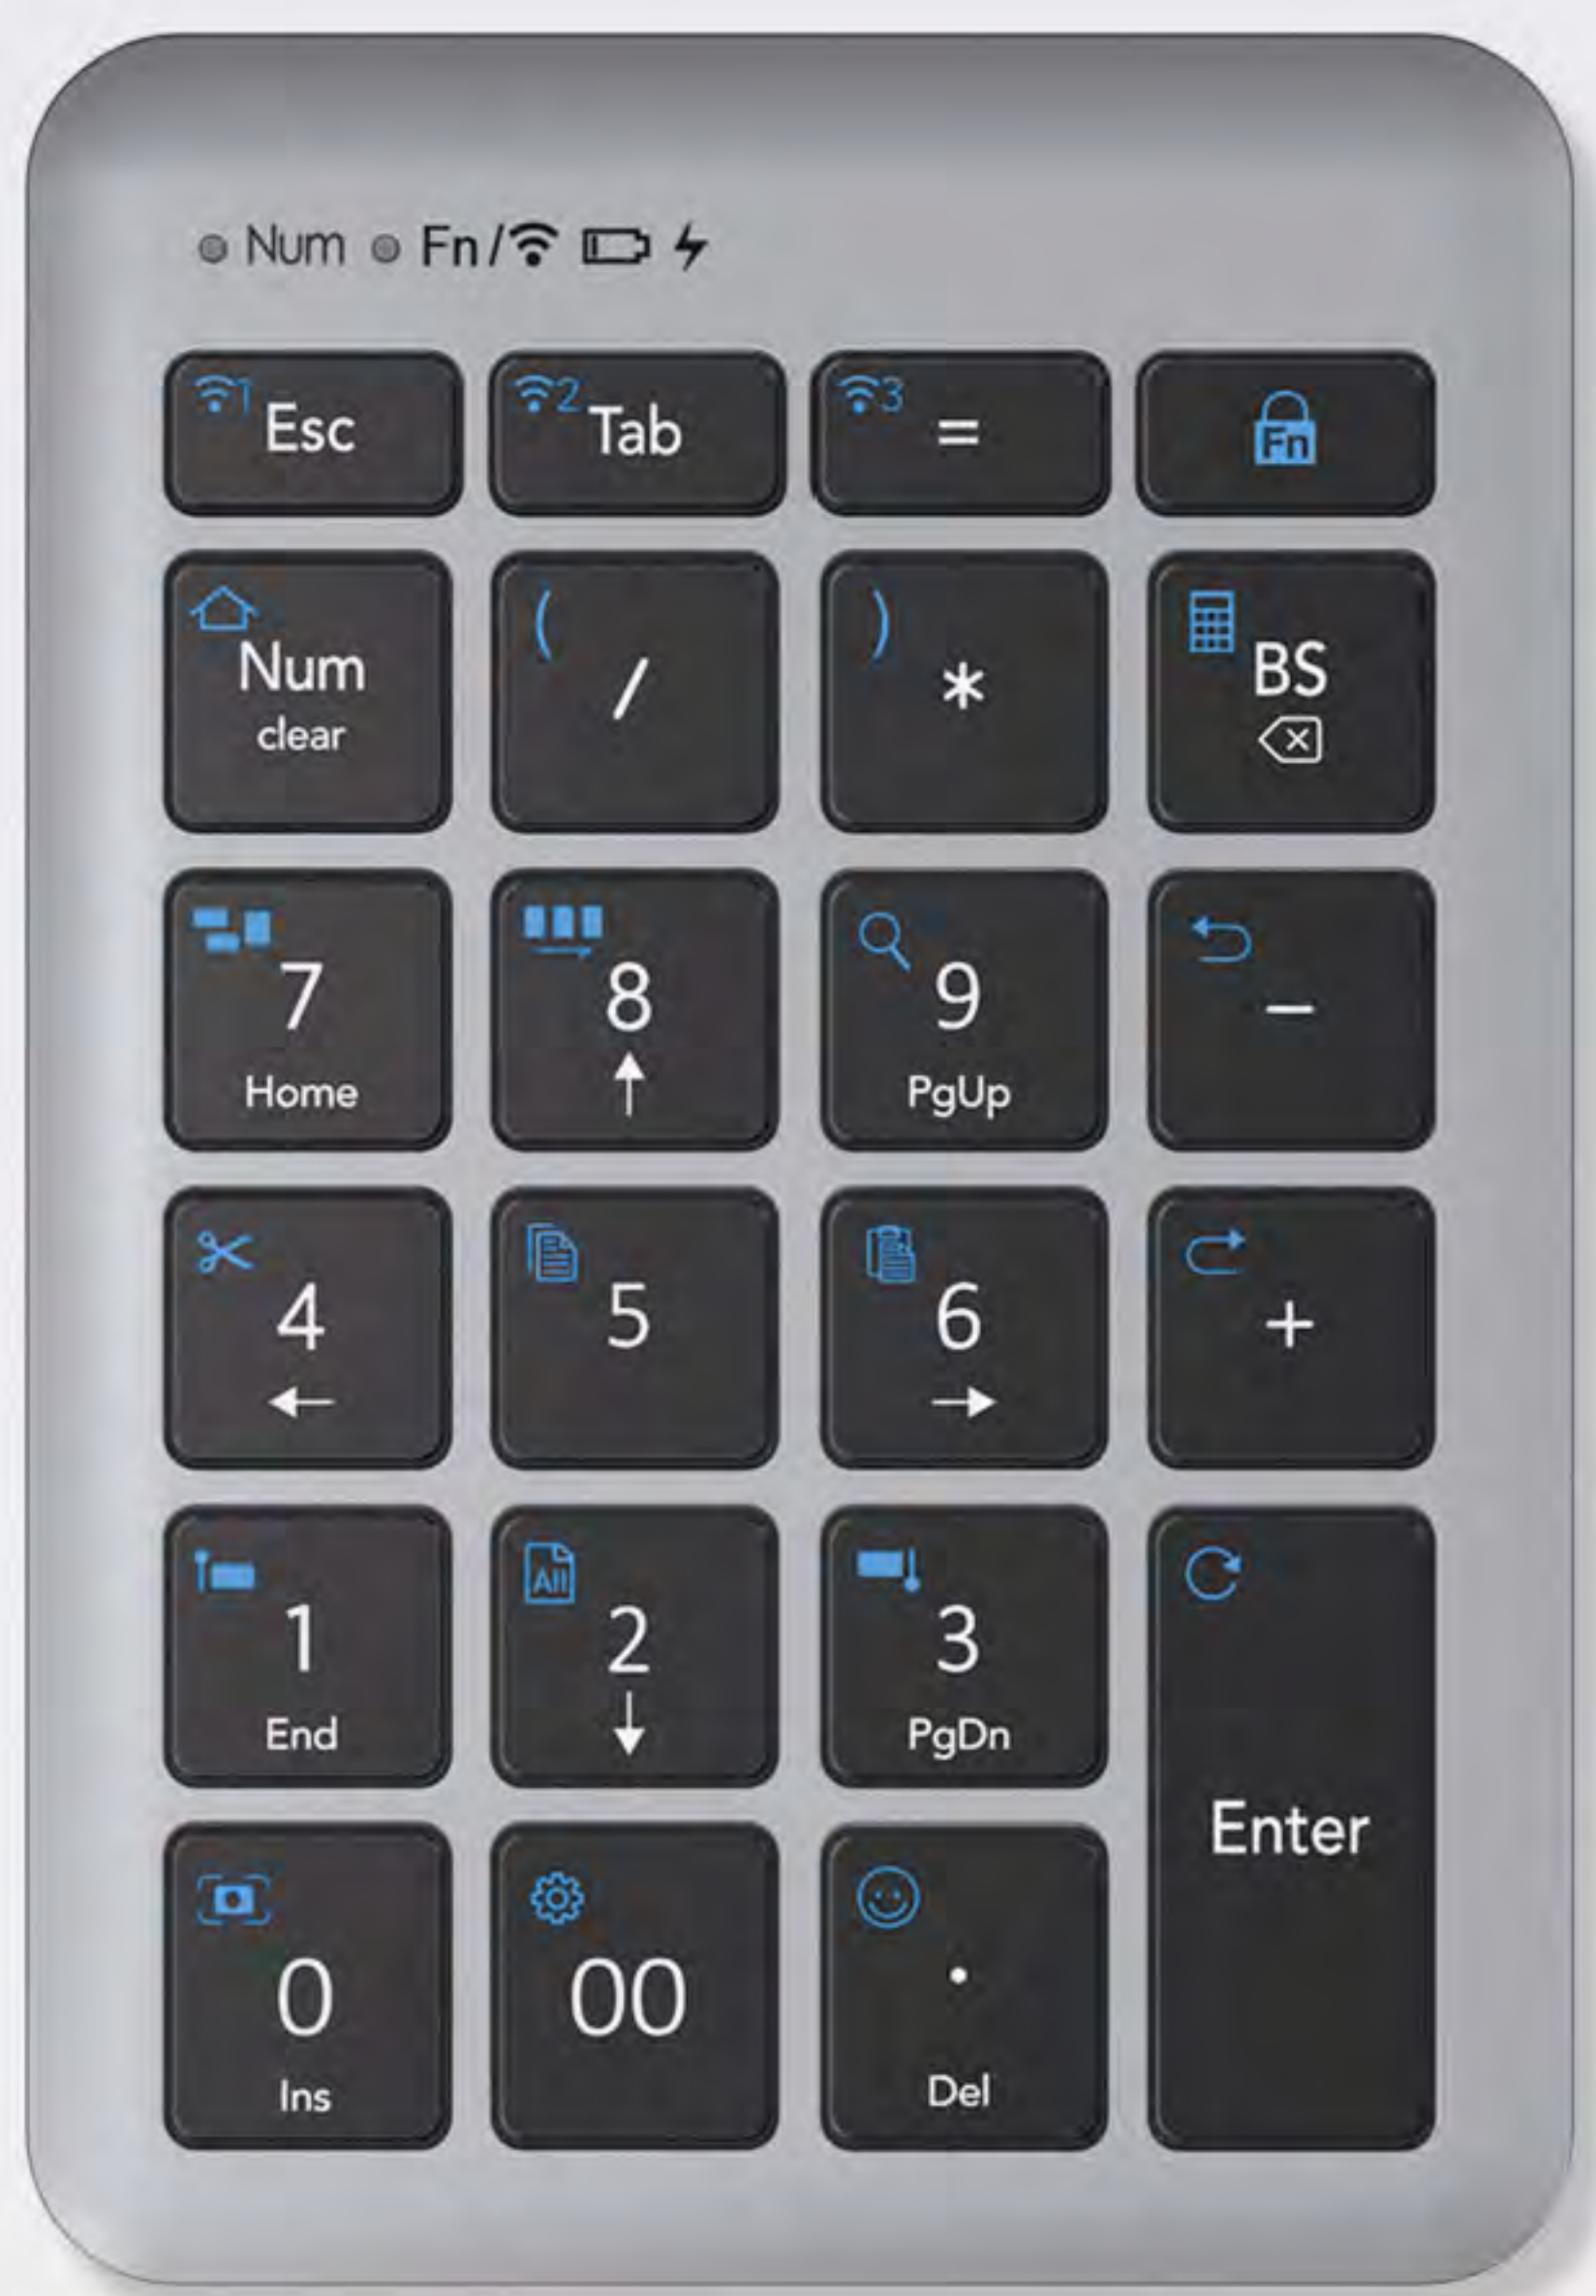 Num Fn/
1 Esc
2 Tab
3 =
Fn
Num
clear
( /
) *
BS
7
Home
8
9
PgUp
-
4
5
6
+
1
End
All
2
3
PgDn
Enter
0
Ins
00
.
Del